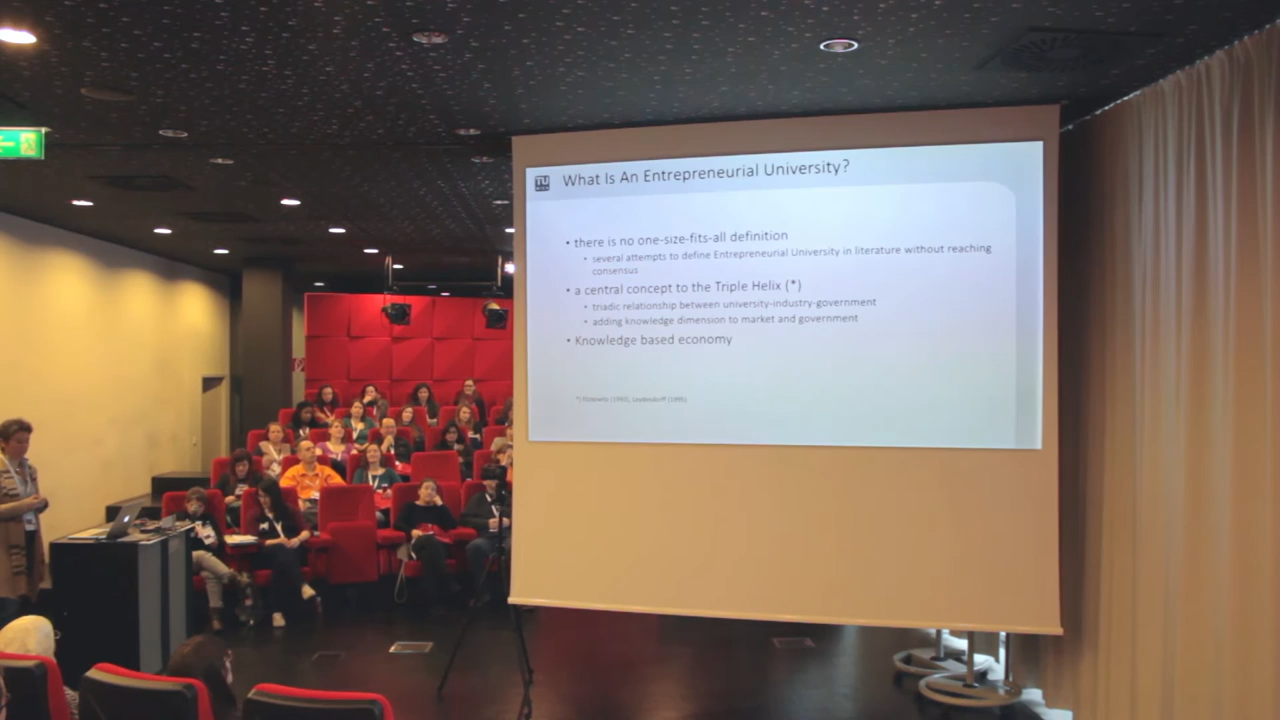 TU
What Is An Entrepreneurial University?
• there is no one-size-fits-all definition
• several attempts to define Entrepreneurial University in literature without reaching
consensus
• a central concept to the Triple Helix (*)
• triadic relationship between university-industry-government
• adding knowledge dimension to market and government
• Knowledge based economy
(1995)